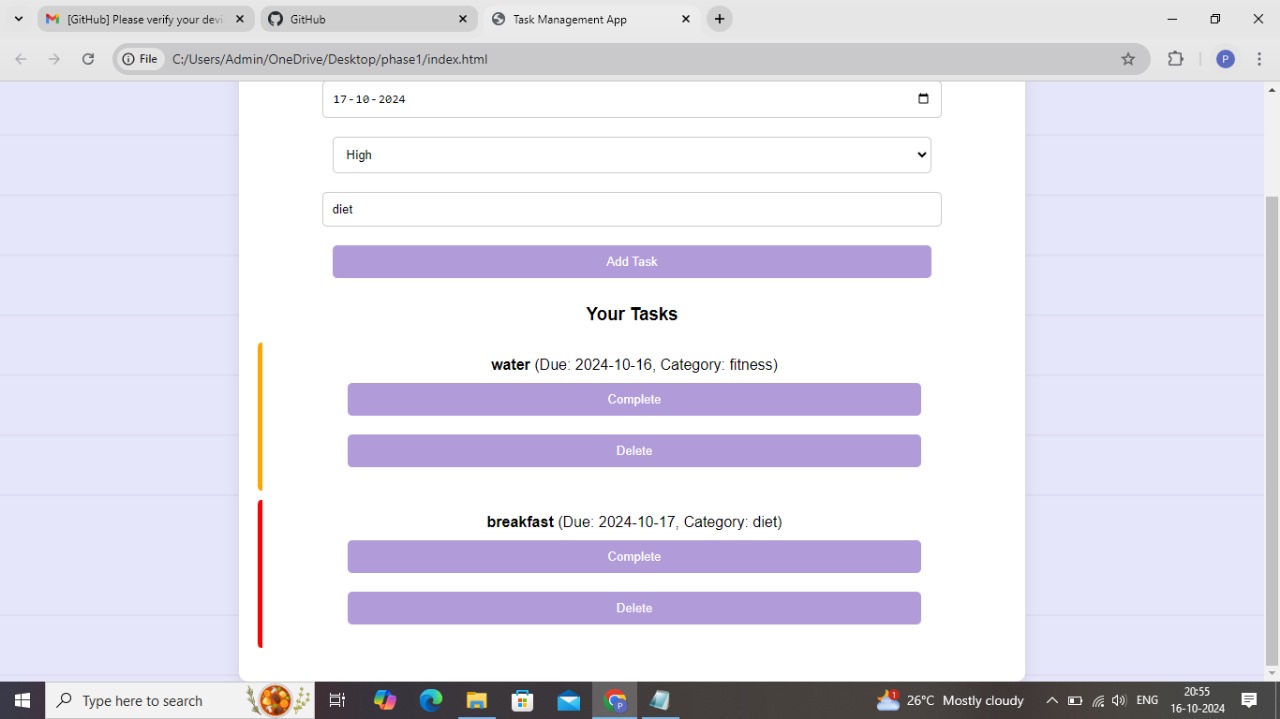 [GitHub] Please verify your devi
GitHub
Task Management App
File
C:/Users/Admin/OneDrive/Desktop/phase1/index.html
P
17-10-2024
High
diet
Add Task
Your Tasks
water (Due: 2024-10-16, Category: fitness)
Complete
Delete
breakfast (Due: 2024-10-17, Category: diet)
Complete
Delete
Type here to search
P
1
26°C Mostly cloudy
ENG
20:55
16-10-2024